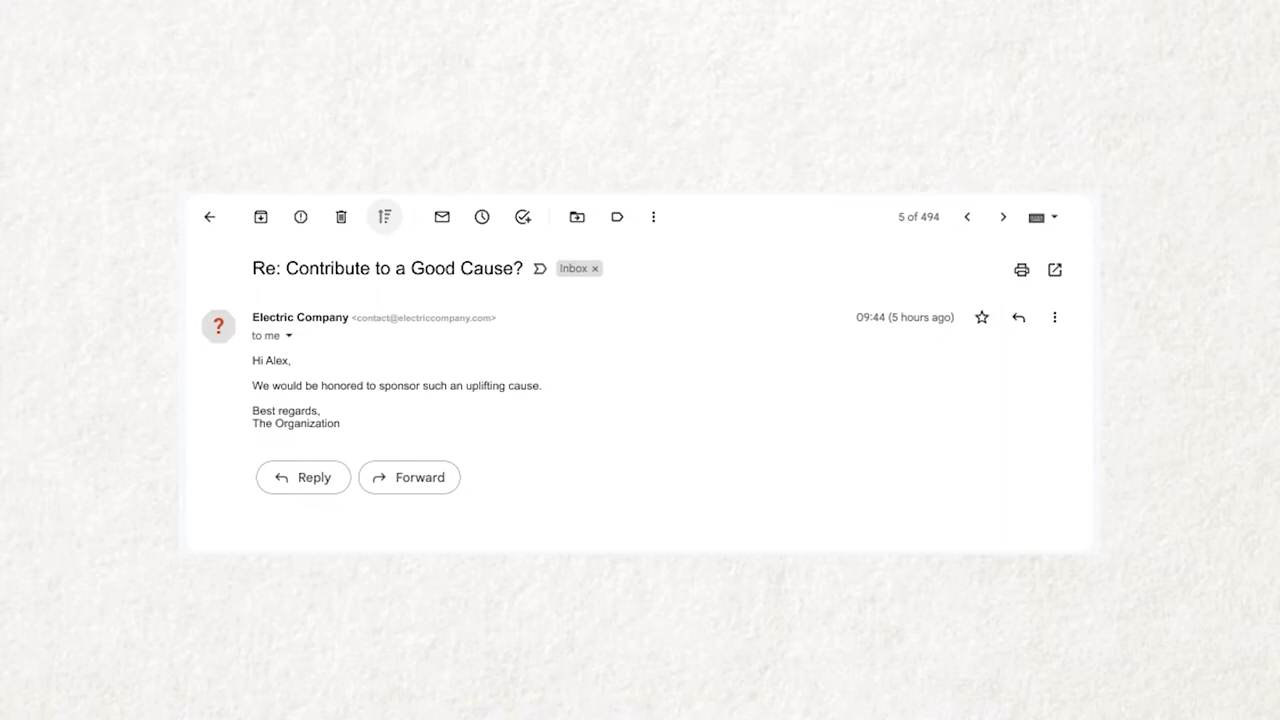 5 of 494
Re: Contribute to a Good Cause? Inbox ×
Electric Company <contact@electriccompany.com> 09:44 (5 hours ago)
to me
Hi Alex,
We would be honored to sponsor such an uplifting cause.
Best regards,
The Organization
Reply Forward